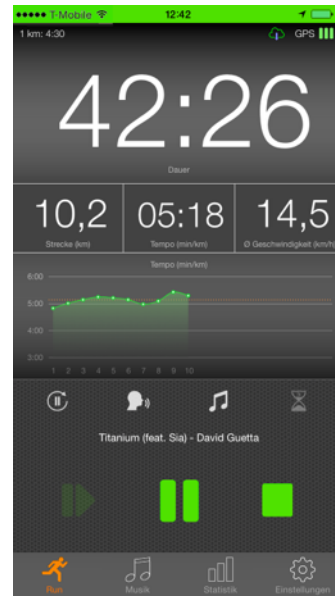 T-Mobile 12:42
1 km: 4:30 GPS
42:26
Dauer
10,2 05:18 14,5
Strecke (km) Tempo (min/km) Ø Geschwindigkeit (km/h)
Tempo (min/km)
6:00
5:00
4:00
3:00
1 2 3 4 5 6 7 8 9 10
Titanium (feat. Sia) - David Guetta
Run Musik Statistik Einstellungen